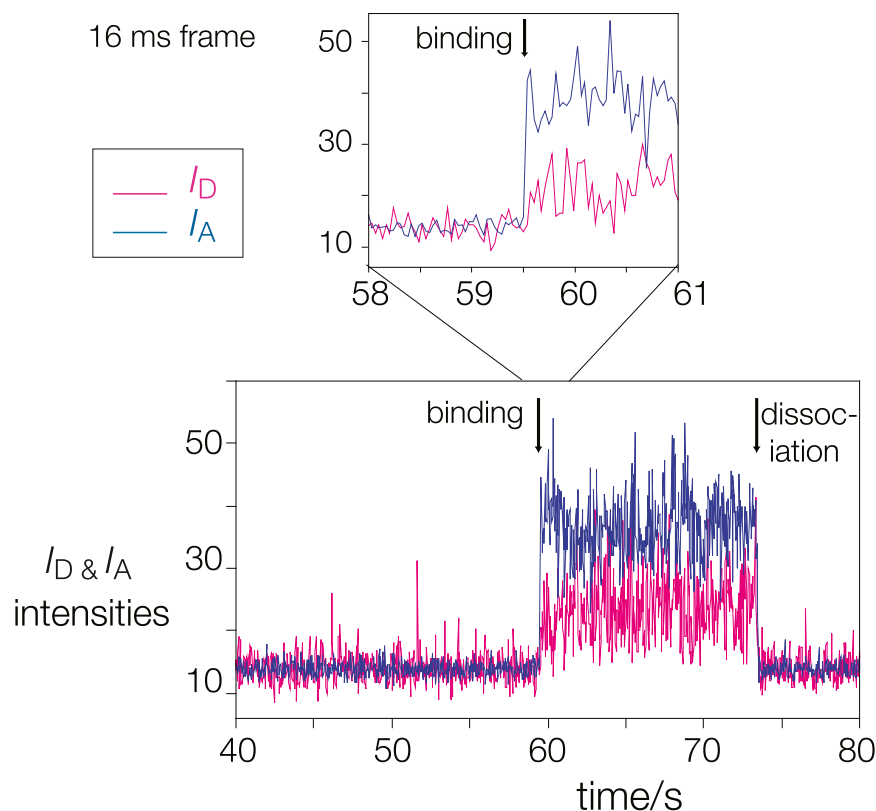 16 ms frame
binding
50
30
10
I_D
I_A
58 59 60 61
binding
dissoc-
iation
50
30
10
I_D & I_A
intensities
40 50 60 70 80
time/s